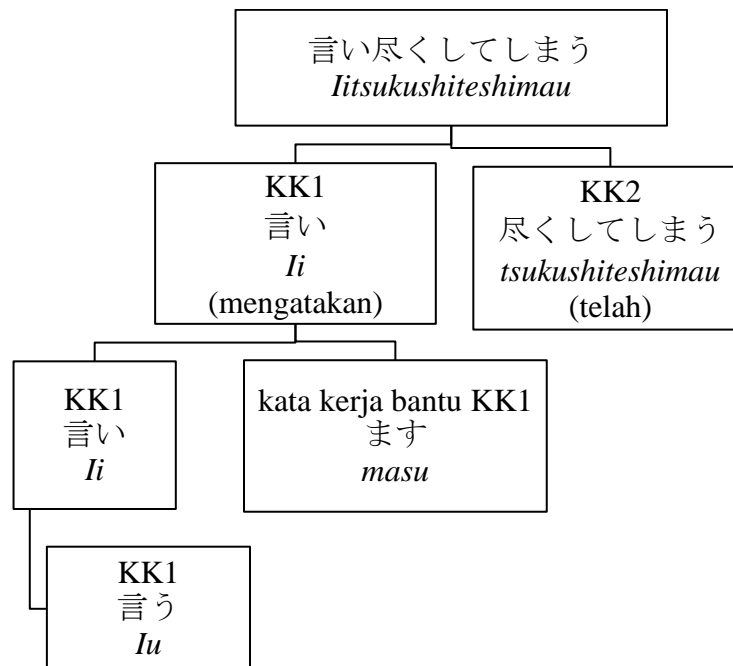 言い尽くしてしまう
Iitsukushiteshimau
KK1
言い
Ii
(mengatakan)
KK2
尽くしてしまう
tsukushiteshimau
(telah)
KK1
言い
Ii
kata kerja bantu KK1
ます
masu
KK1
言う
Iu